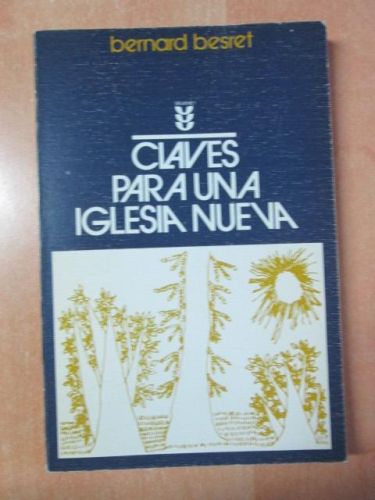 bernard besret
CLAVES
PARA UNA
IGLESIA NUEVA